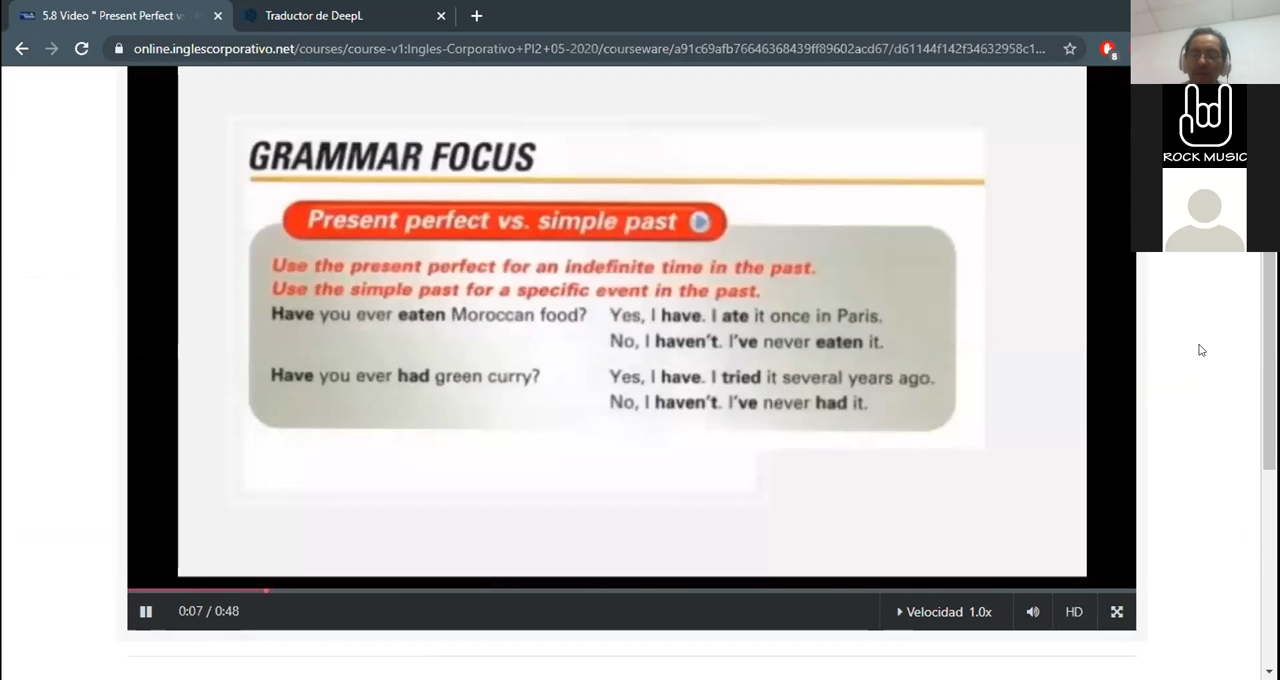 5.8 Video " Present Perfect v
Traductor de DeepL
online.inglescorporativo.net/courses/course-v1:Ingles-Corporativo+PI2+05-2020/courseware/a91c69afb76646368439ff89602acd67/d61144f142f34632958c1...
8
ROCK MUSIC
GRAMMAR FOCUS
Present perfect vs. simple past
Use the present perfect for an indefinite time in the past.
Use the simple past for a specific event in the past.
Have you ever eaten Moroccan food? Yes, I have. I ate it once in Paris.
No, I haven't. I've never eaten it.
Have you ever had green curry? Yes, I have. I tried it several years ago.
No, I haven't. I've never had it.
0:07 / 0:48
Velocidad 1.0x
HD